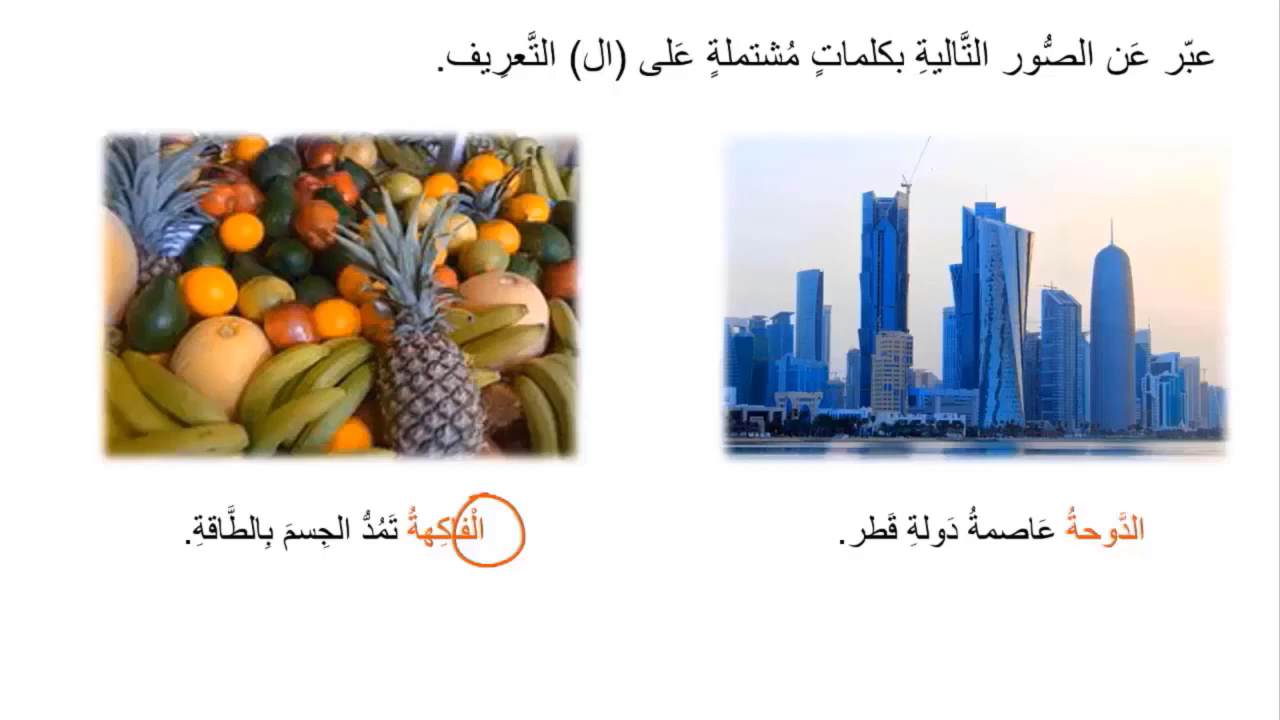 عبّر عَن الصُّور التَّاليةِ بكلماتٍ مُشتملةٍ عَلى (ال) التَّعرِيف.
الدَّوحةُ عَاصمةُ دَولةِ قَطر.
الْفاكِهةُ تَمُدُّ الجِسمَ بِالطَّاقةِ.